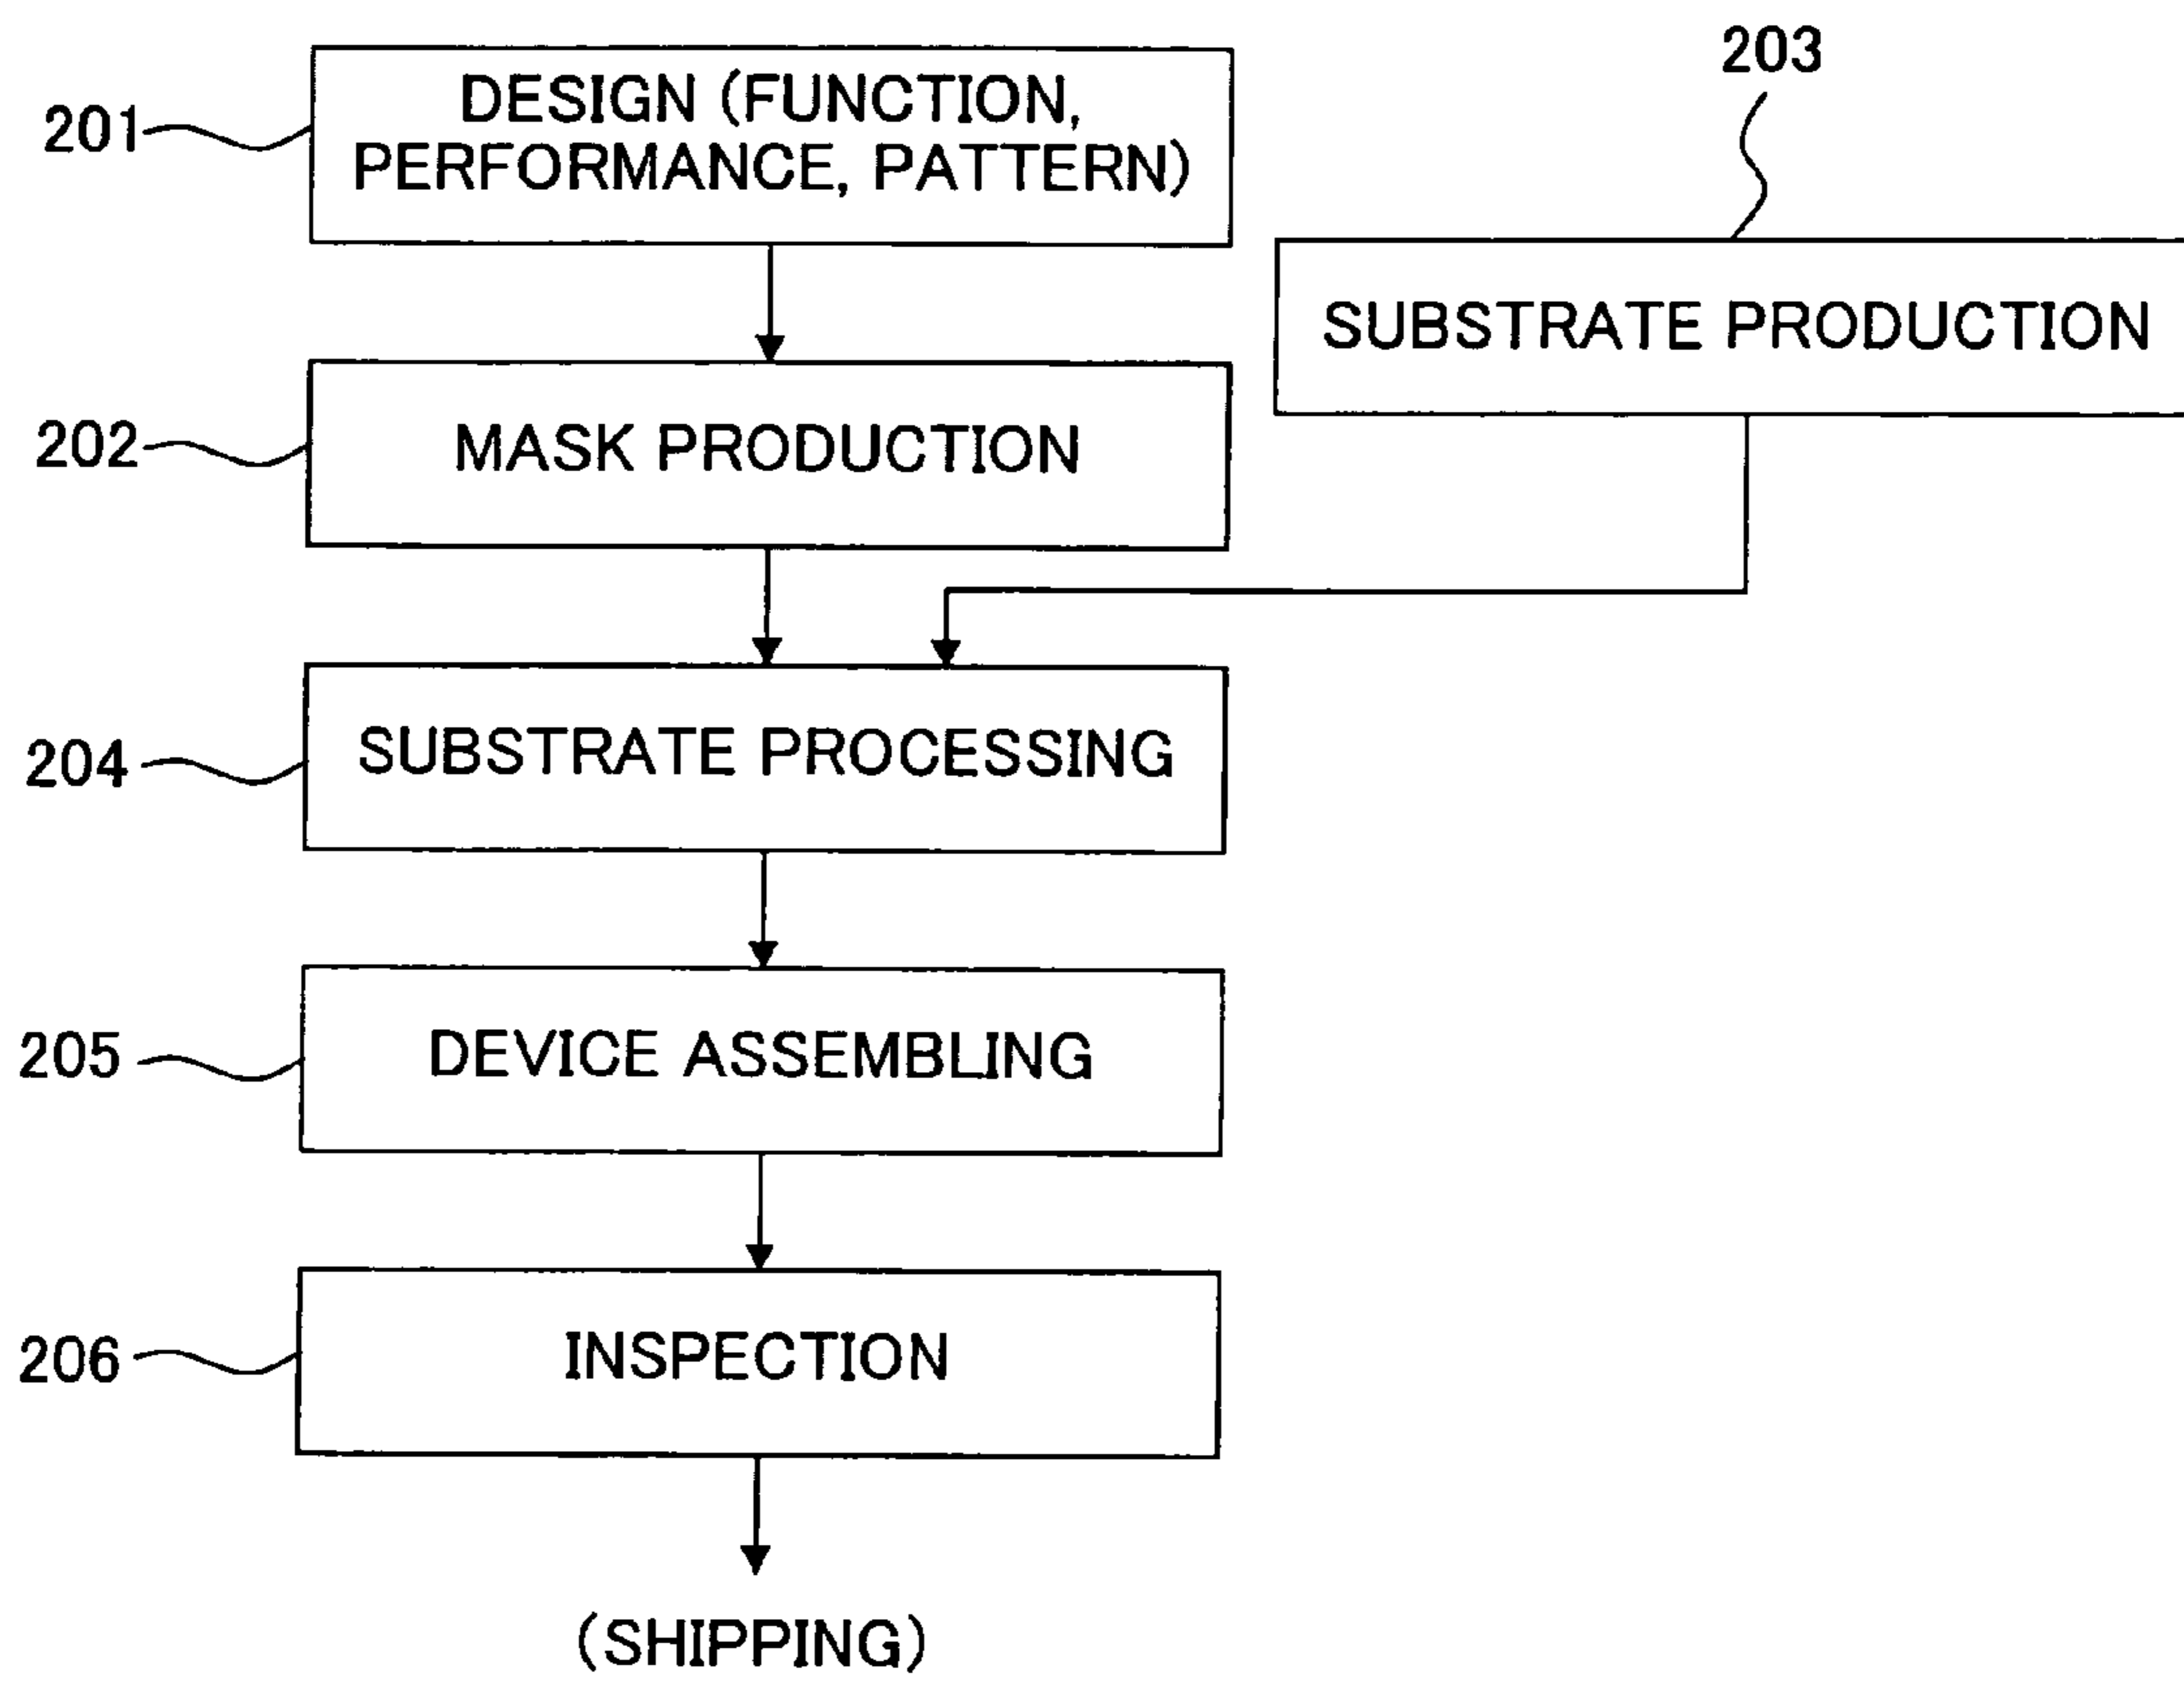 203
201
DESIGN (FUNCTION,
PERFORMANCE, PATTERN)
SUBSTRATE PRODUCTION
202
MASK PRODUCTION
204
SUBSTRATE PROCESSING
205
DEVICE ASSEMBLING
206
INSPECTION
(SHIPPING)